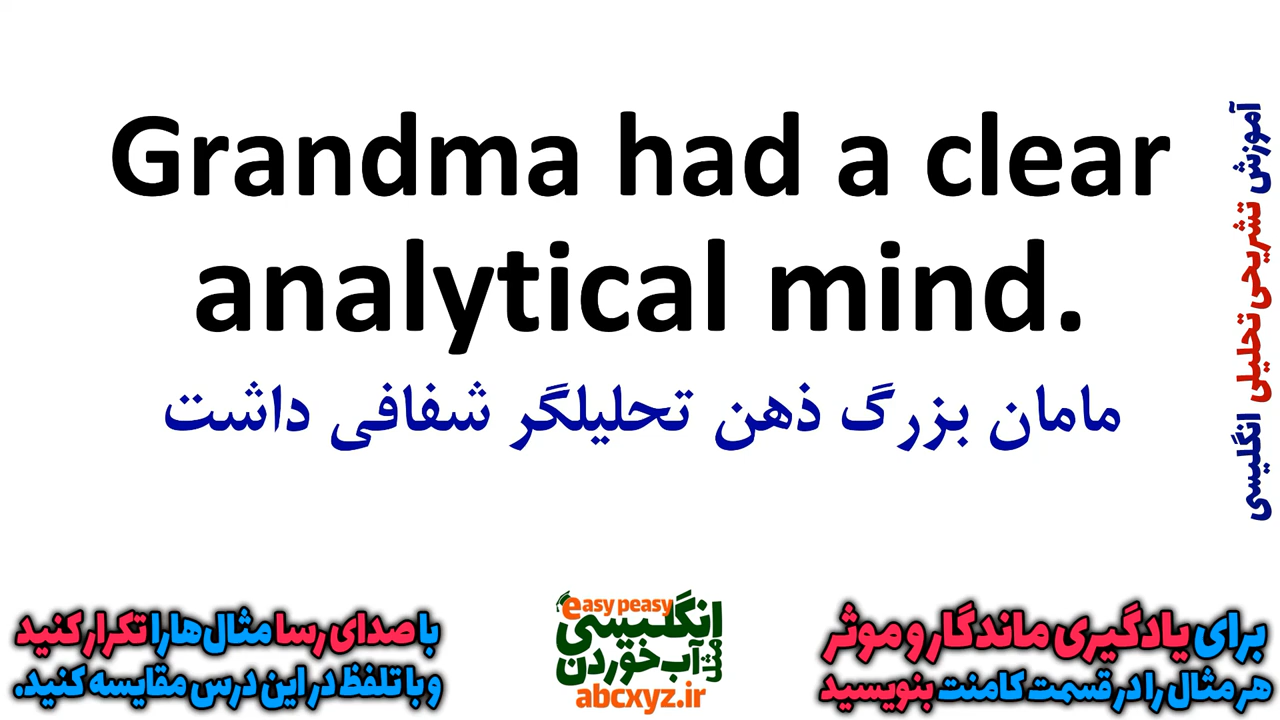 Grandma had a clear
analytical mind.
مامان بزرگ ذهن تحلیلگر شفافی داشت
آموزش تشریحی تحلیلی انگلیسی
برای یادگیری ماندگار و موثر
هر مثال را در قسمت کامنت بنویسید
easy peasy
انگلیسی
مثل آب خوردن
abcxyz.ir
با صدای رسا مثال‌ها را تکرار کنید
و با تلفظ در این درس مقایسه کنید.